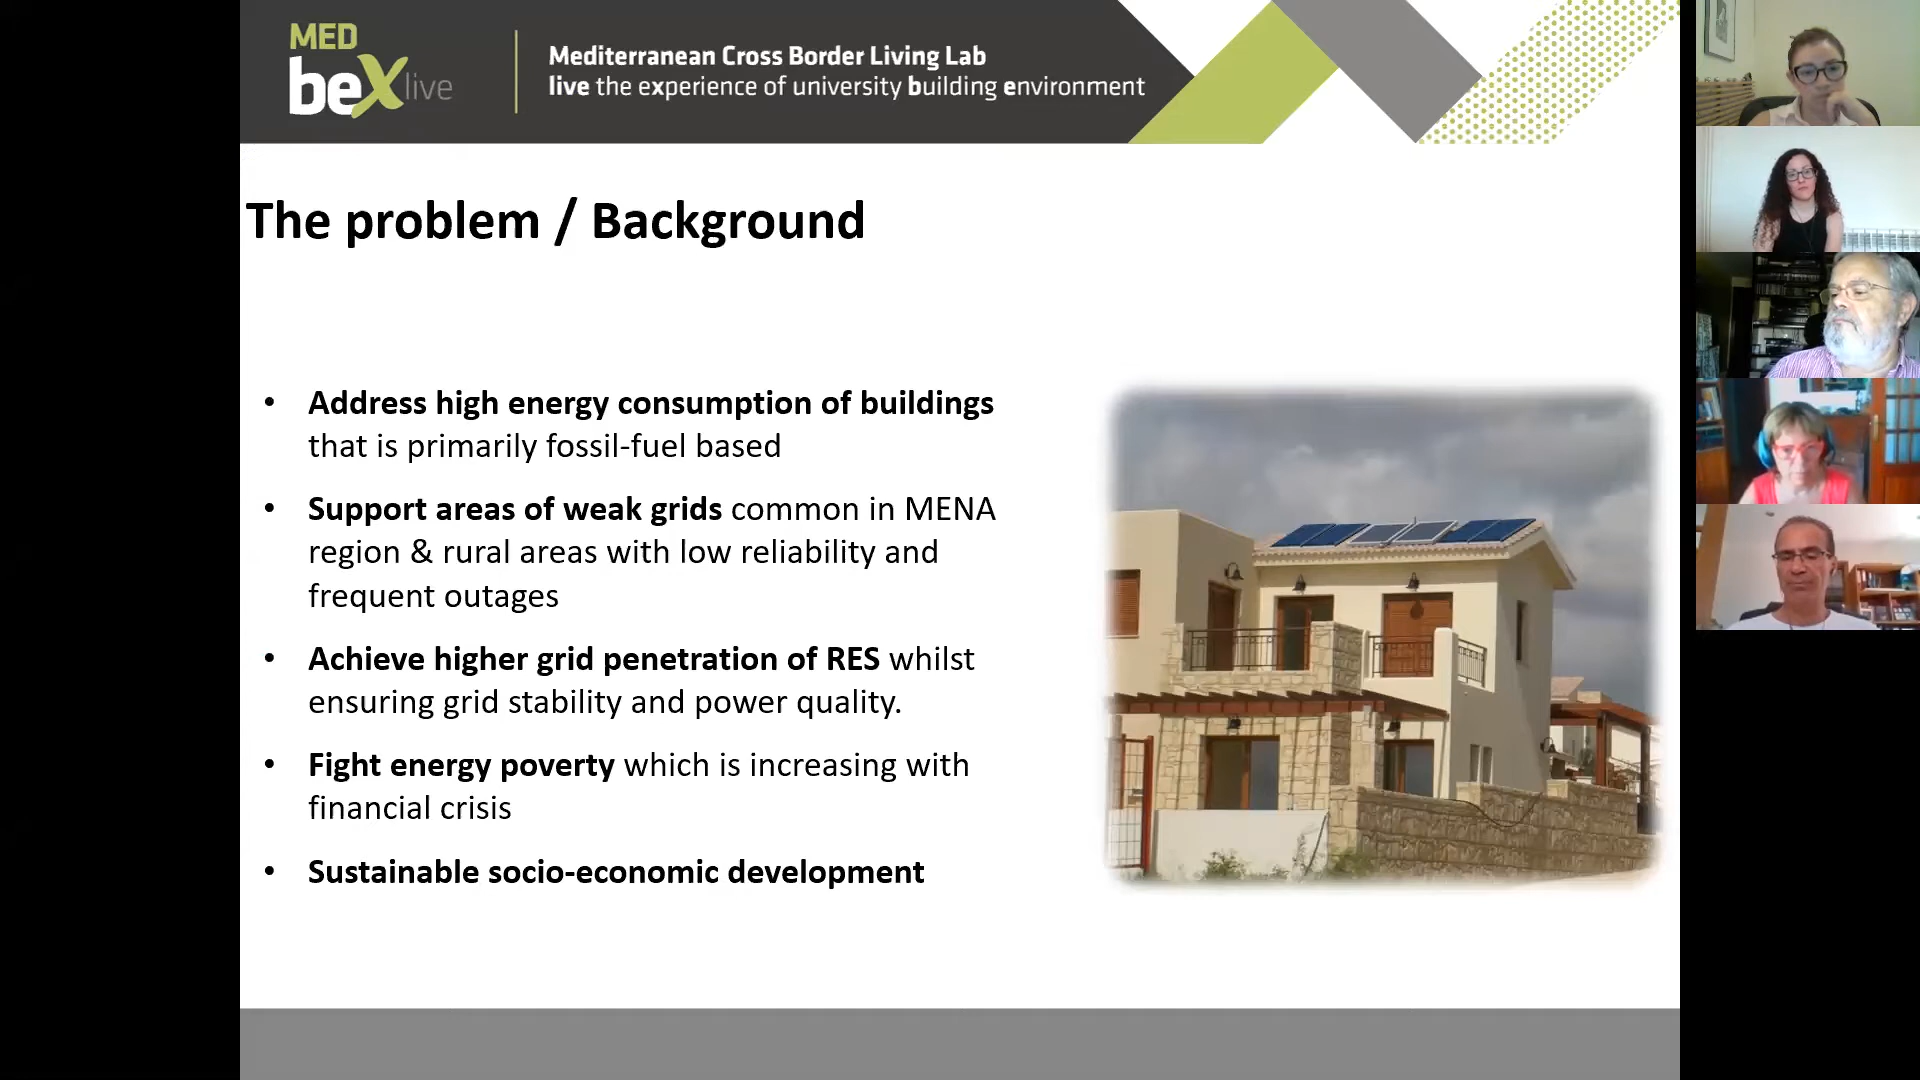 MED
beXlive
Mediterranean Cross Border Living Lab
live the experience of university building environment
The problem / Background
• Address high energy consumption of buildings
that is primarily fossil-fuel based
• Support areas of weak grids common in MENA
region & rural areas with low reliability and
frequent outages
• Achieve higher grid penetration of RES whilst
ensuring grid stability and power quality.
• Fight energy poverty which is increasing with
financial crisis
• Sustainable socio-economic development